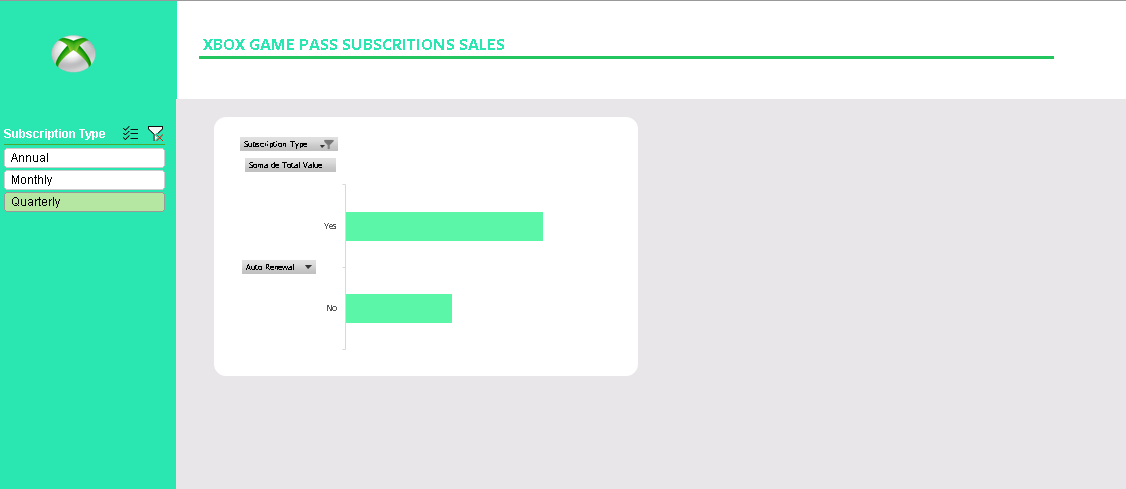 XBOX GAME PASS SUBSCRITIONS SALES
Subscription Type
Annual
Monthly
Quarterly
Subscription Type
Soma de Total Value
Yes
Auto Renewal
No